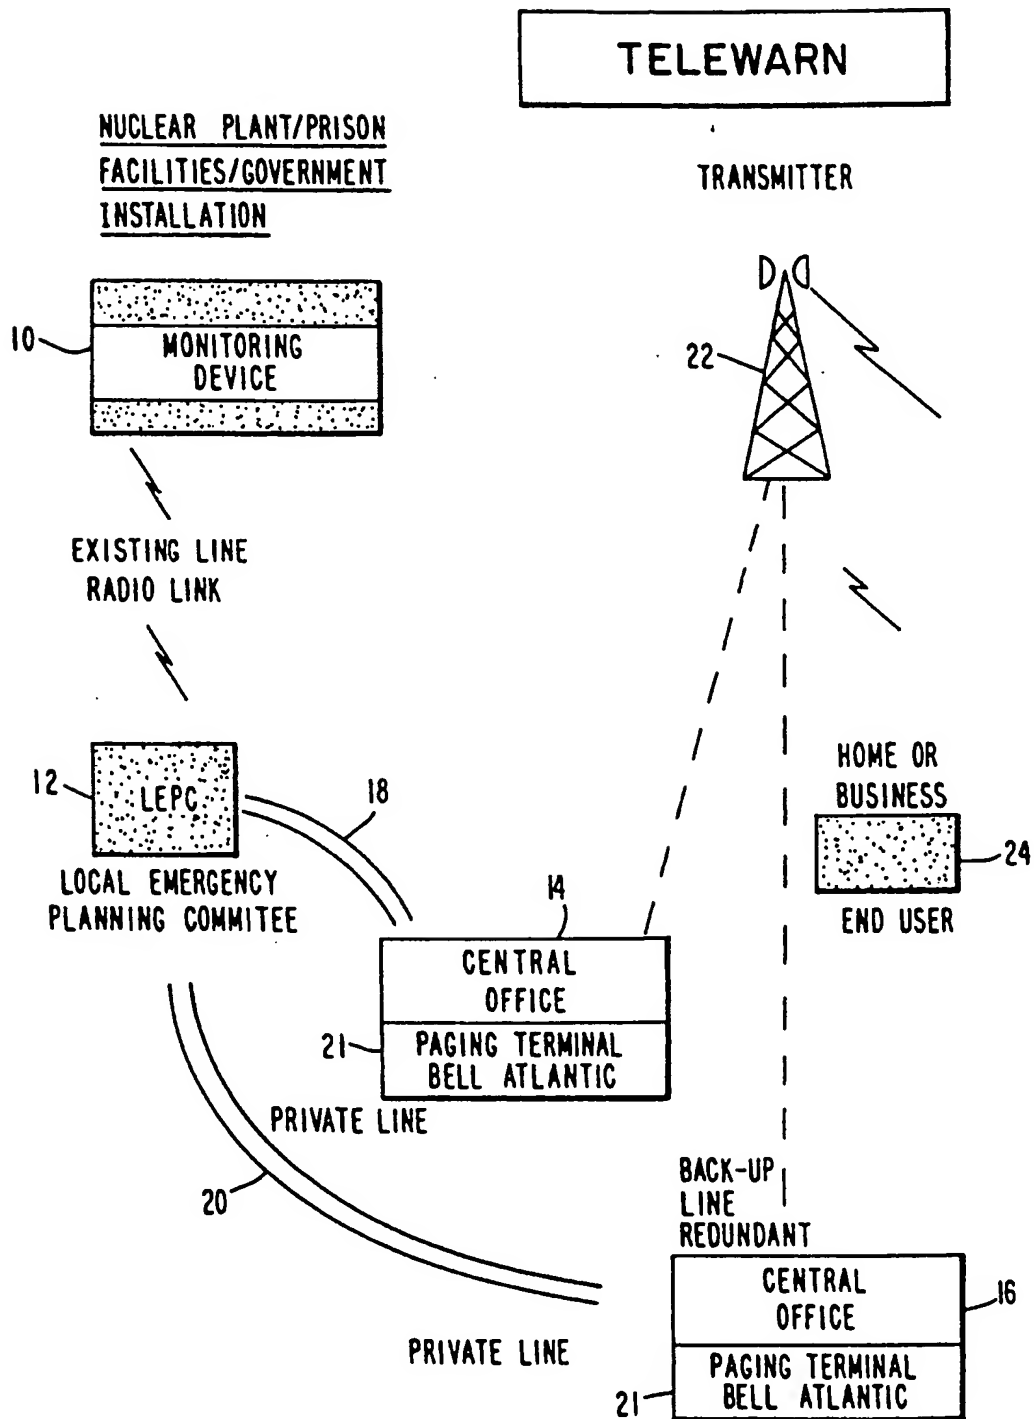 TELEWARN
NUCLEAR PLANT/PRISON
FACILITIES/GOVERNMENT
INSTALLATION
TRANSMITTER
10
MONITORING
DEVICE
22
EXISTING LINE
RADIO LINK
12
LEPC
18
LOCAL EMERGENCY
PLANNING COMMITEE
HOME OR
BUSINESS
24
END USER
14
CENTRAL
OFFICE
21
PAGING TERMINAL
BELL ATLANTIC
PRIVATE LINE
20
BACK-UP
LINE
REDUNDANT
CENTRAL
OFFICE
16
PRIVATE LINE
PAGING TERMINAL
BELL ATLANTIC
21